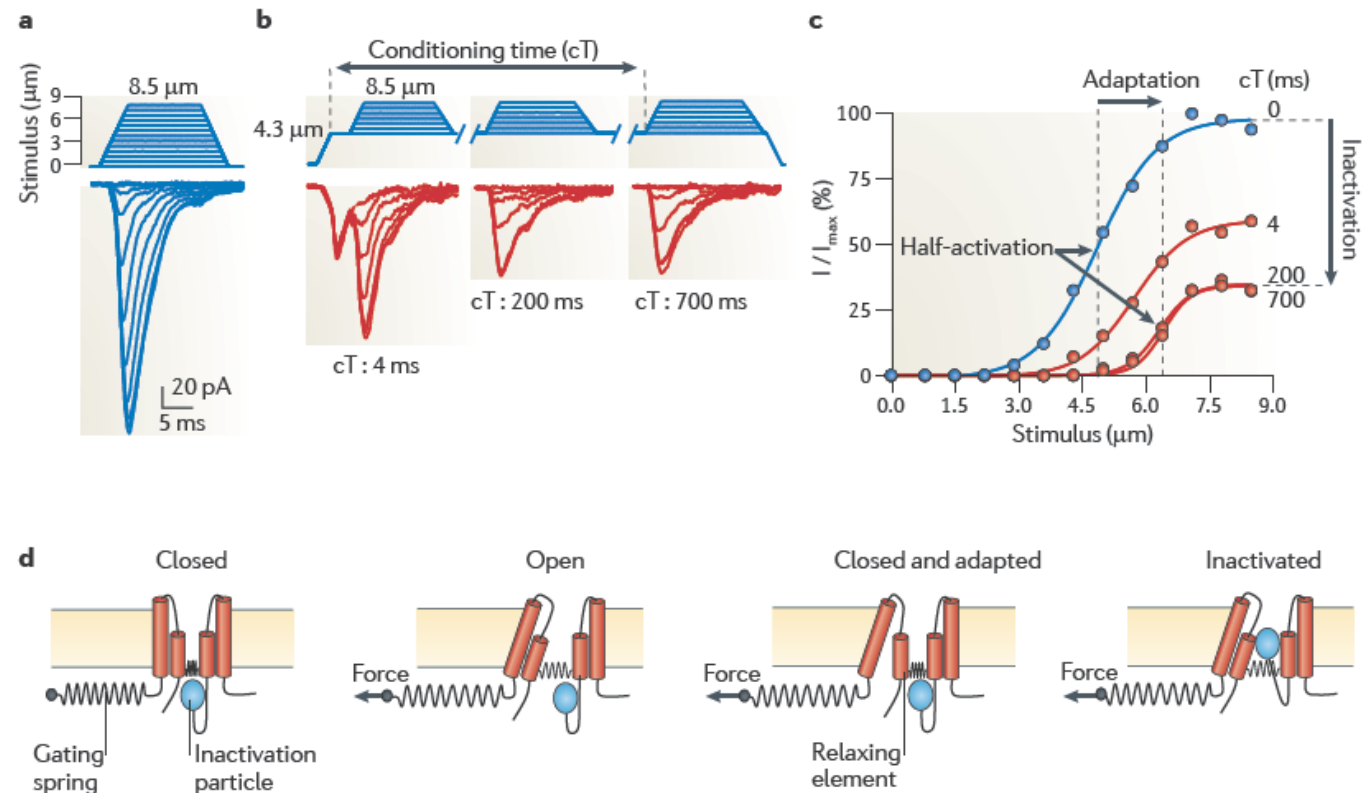 a
Stimulus (μm)
9
6
3
0
8.5 μm
20 pA
5 ms
b
Conditioning time (cT)
8.5 μm
4.3 μm
cT : 4 ms
cT : 200 ms
cT : 700 ms
c
Adaptation
cT (ms)
0
4
200
700
Inactivation
Half-activation
I / Imax (%)
100
75
50
25
0
0.0 1.5 3.0 4.5 6.0 7.5 9.0
Stimulus (μm)
d
Closed
Open
Closed and adapted
Inactivated
Force
Force
Force
Gating
spring
Inactivation
particle
Relaxing
element